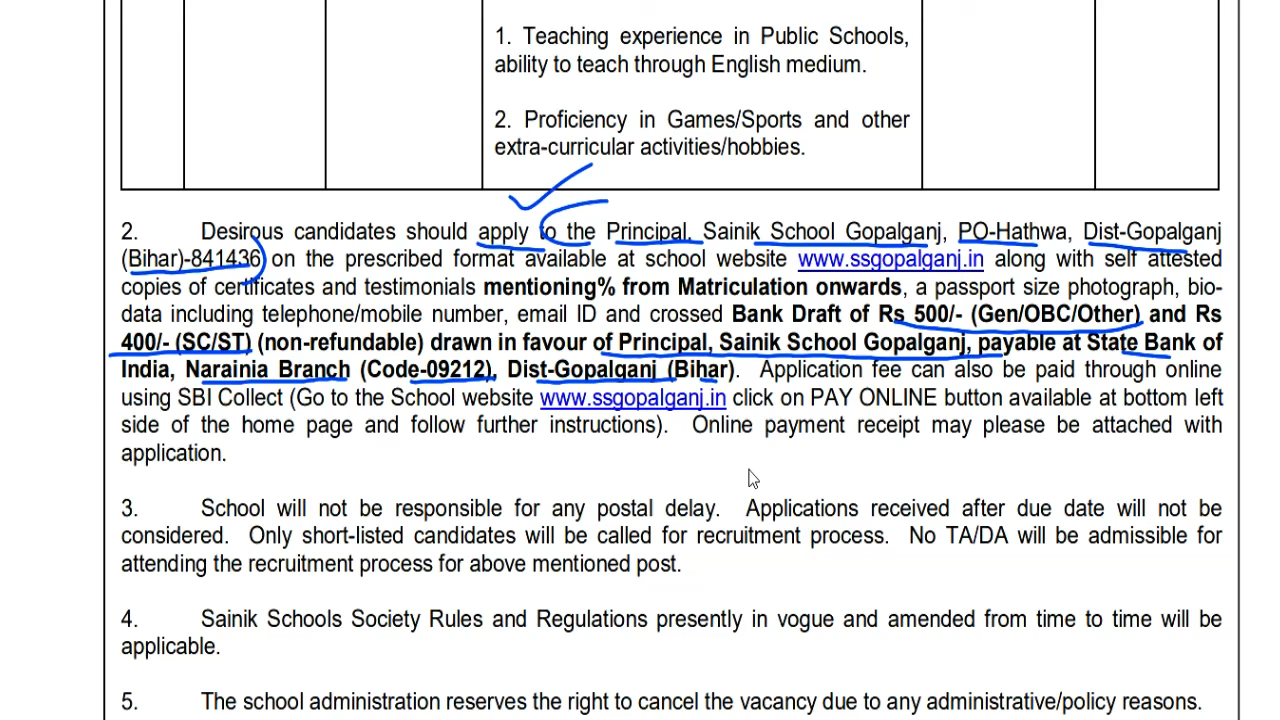 1. Teaching experience in Public Schools,
ability to teach through English medium.
2. Proficiency in Games/Sports and other
extra-curricular activities/hobbies.
2. Desirous candidates should apply to the Principal, Sainik School Gopalganj, PO-Hathwa, Dist-Gopalganj
(Bihar)-841436 on the prescribed format available at school website www.ssgopalganj.in along with self attested
copies of certificates and testimonials mentioning% from Matriculation onwards, a passport size photograph, bio-
data including telephone/mobile number, email ID and crossed Bank Draft of Rs 500/- (Gen/OBC/Other) and Rs
400/- (SC/ST) (non-refundable) drawn in favour of Principal, Sainik School Gopalganj, payable at State Bank of
India, Narainia Branch (Code-09212), Dist-Gopalganj (Bihar). Application fee can also be paid through online
using SBI Collect (Go to the School website www.ssgopalganj.in click on PAY ONLINE button available at bottom left
side of the home page and follow further instructions). Online payment receipt may please be attached with
application.
3. School will not be responsible for any postal delay. Applications received after due date will not be
considered. Only short-listed candidates will be called for recruitment process. No TA/DA will be admissible for
attending the recruitment process for above mentioned post.
4. Sainik Schools Society Rules and Regulations presently in vogue and amended from time to time will be
applicable.
5. The school administration reserves the right to cancel the vacancy due to any administrative/policy reasons.